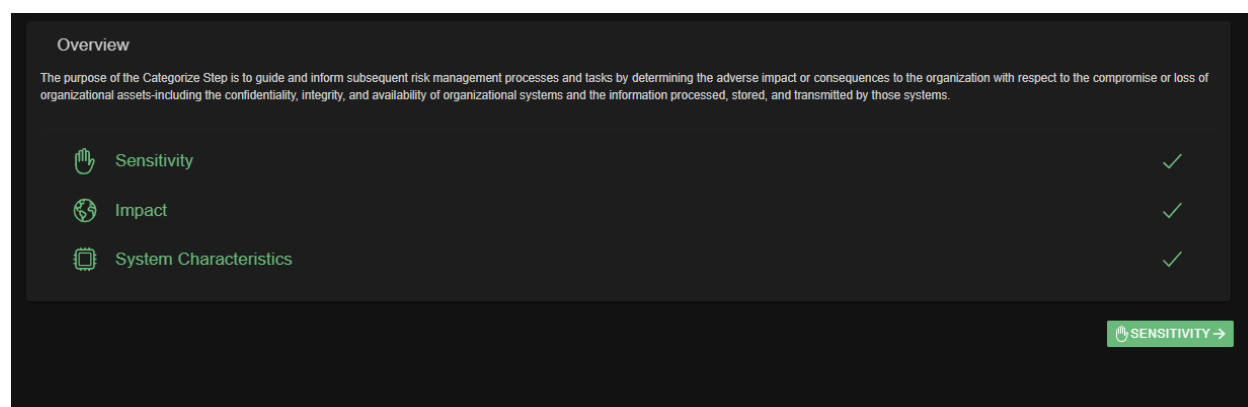 Overview
The purpose of the Categorize Step is to guide and inform subsequent risk management processes and tasks by determining the adverse impact or consequences to the organization with respect to the compromise or loss of
organizational assets-including the confidentiality, integrity, and availability of organizational systems and the information processed, stored, and transmitted by those systems.
Sensitivity
Impact
System Characteristics
SENSITIVITY